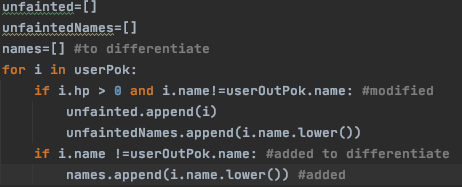 unfainted=[]
unfaintedNames=[]
names=[] #to differentiate
for i in userPok:
    if i.hp > 0 and i.name!=userOutPok.name: #modified
        unfainted.append(i)
        unfaintedNames.append(i.name.lower())
    if i.name !=userOutPok.name: #added to differentiate
        names.append(i.name.lower()) #added